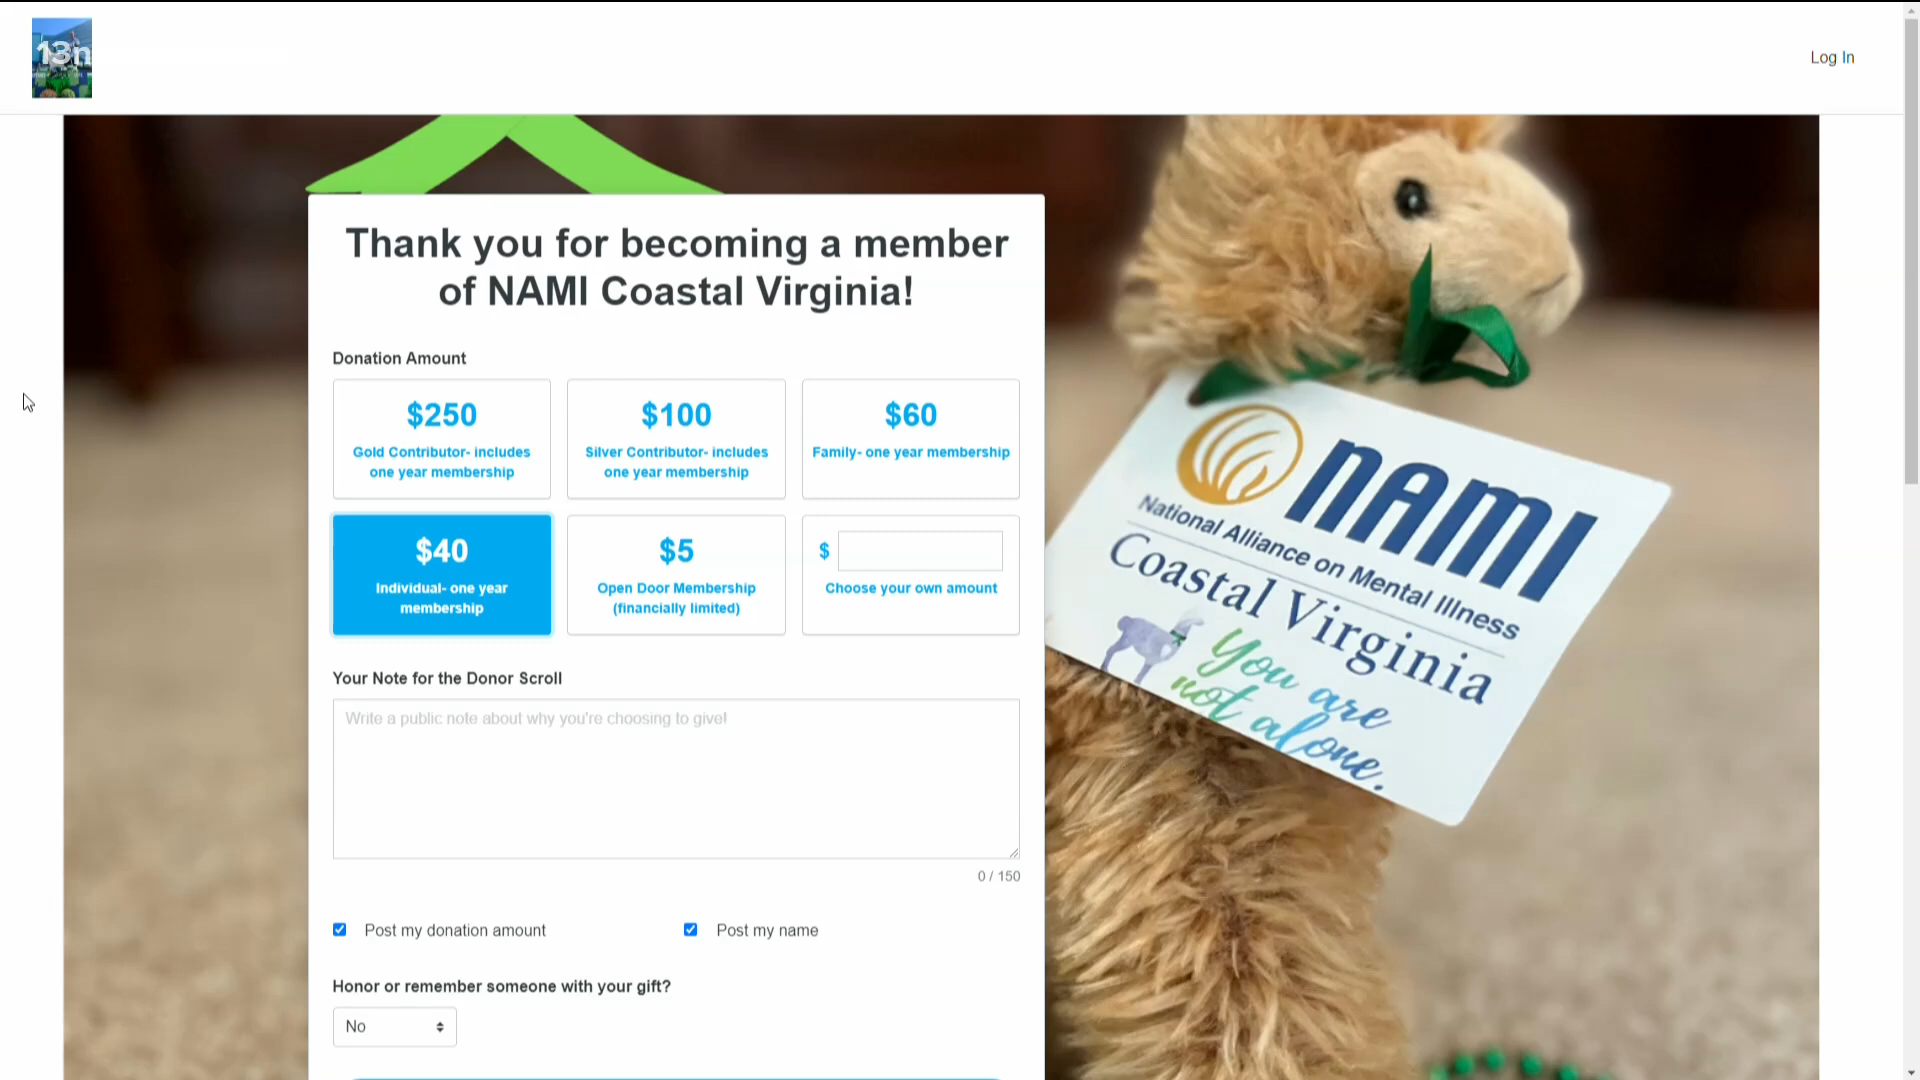 13n
Log In
Thank you for becoming a member
of NAMI Coastal Virginia!
Donation Amount
$250
Gold Contributor- includes
one year membership
$100
Silver Contributor- includes
one year membership
$60
Family- one year membership
$40
Individual- one year
membership
$5
Open Door Membership
(financially limited)
$
Choose your own amount
Your Note for the Donor Scroll
Write a public note about why you're choosing to give!
0 / 150
Post my donation amount
Post my name
Honor or remember someone with your gift?
No
NAMI
National Alliance on Mental Illness
Coastal Virginia
You are
not alone.